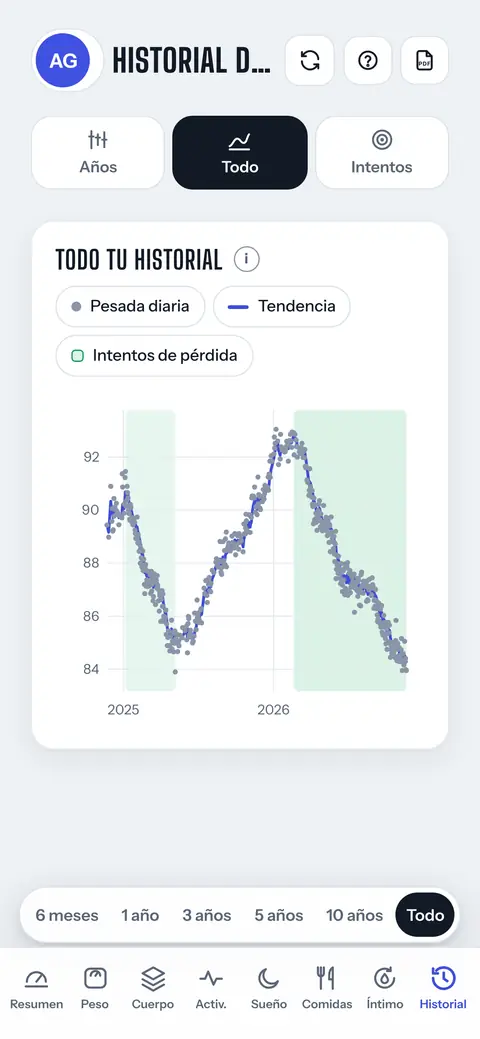 AG
HISTORIAL D...
PDF
Años
Todo
Intentos
TODO TU HISTORIAL
i
Pesada diaria
Tendencia
Intentos de pérdida
92
90
88
86
84
2025
2026
6 meses
1 año
3 años
5 años
10 años
Todo
Resumen
Peso
Cuerpo
Activ.
Sueño
Comidas
Íntimo
Historial